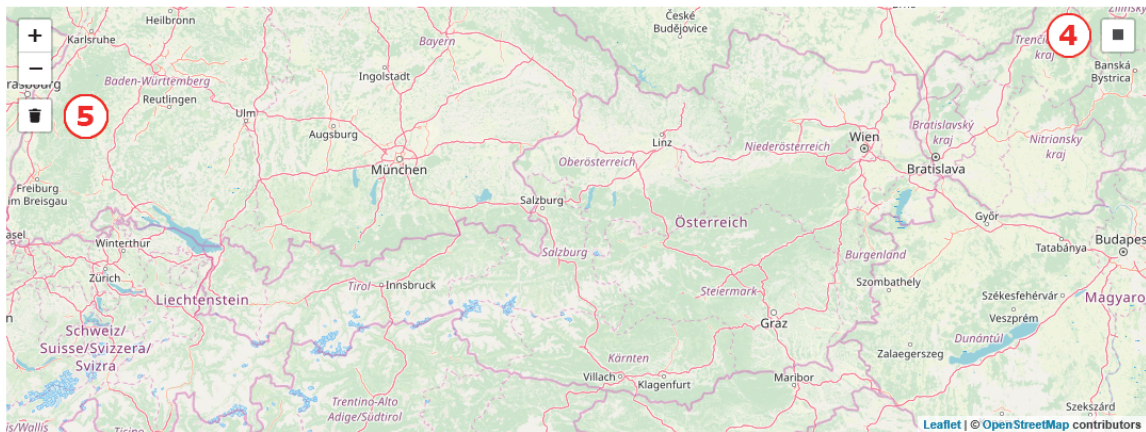 České
Budějovice
Heilbronn
Karlsruhe
+
4
Trenčiansky
kraj
Žilinský
Bayern
−
Banská
Bystrica
Baden-Württemberg
Ingolstadt
Reutlingen
5
Ulm
Augsburg
Linz
Wien
Bratislavský
kraj
Nitriansky
kraj
Niederösterreich
München
Oberösterreich
Bratislava
Freiburg
im Breisgau
Salzburg
Österreich
Győr
Winterthur
Tatabánya
Salzburg
Burgenland
Zürich
Liechtenstein
Tirol
Innsbruck
Steiermark
Szombathely
Székesfehérvár
Veszprém
Graz
Schweiz/
Suisse/Svizzera/
Svizra
Dunántúl
Zalaegerszeg
Kärnten
Villach
Klagenfurt
Maribor
Trentino-Alto
Adige/Südtirol
Szekszárd
Leaflet | © OpenStreetMap contributors